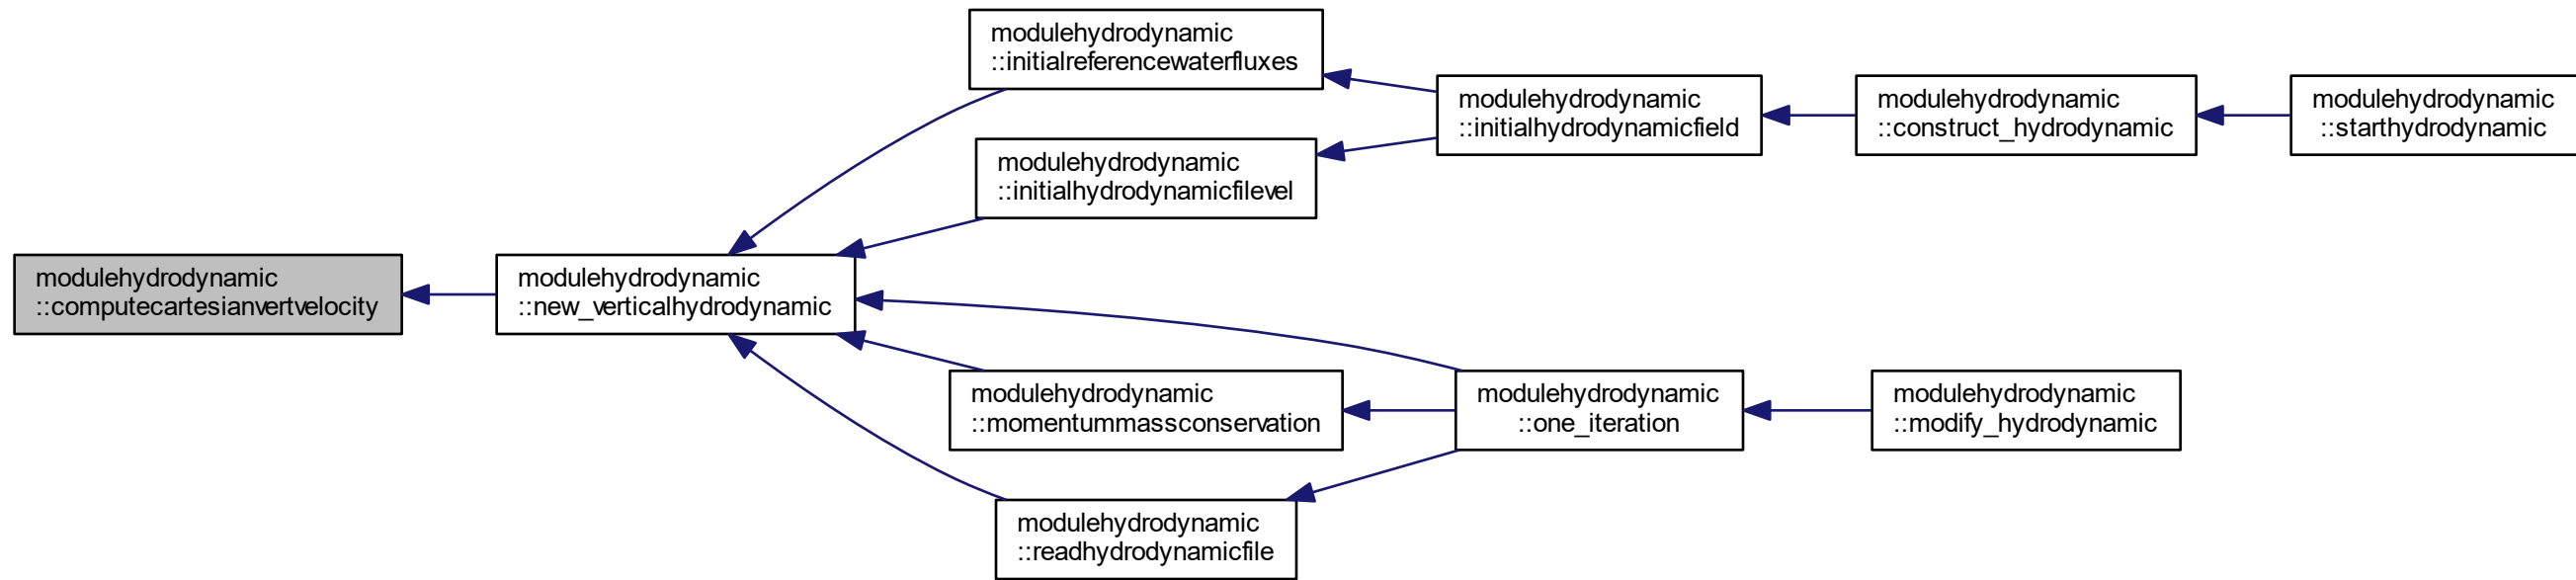 modulehydrodynamic
::initialreferencewaterfluxes
modulehydrodynamic
::initialhydrodynamicfield
modulehydrodynamic
::construct_hydrodynamic
modulehydrodynamic
::starthydrodynamic
modulehydrodynamic
::initialhydrodynamicfilevel
modulehydrodynamic
::computecartesianvertvelocity
modulehydrodynamic
::new_verticalhydrodynamic
modulehydrodynamic
::momentummassconservation
modulehydrodynamic
::one_iteration
modulehydrodynamic
::modify_hydrodynamic
modulehydrodynamic
::readhydrodynamicfile